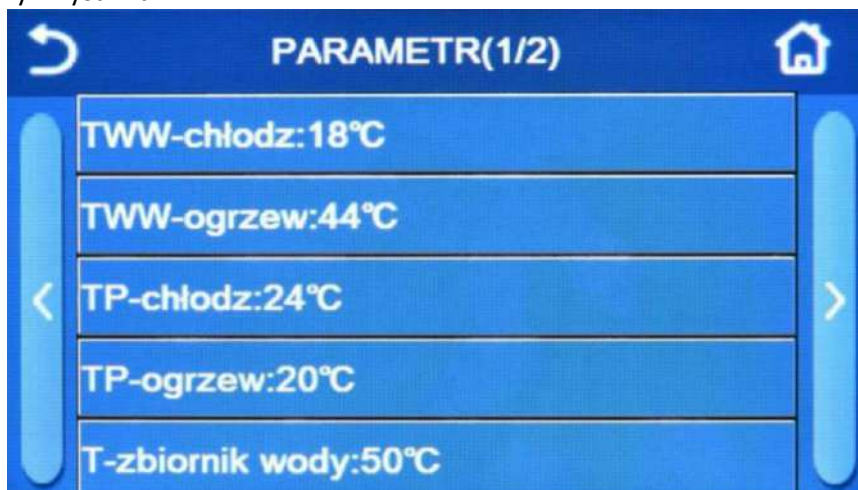 PARAMETR(1/2)
TWW-chłodz:18℃
TWW-ogrzew:44℃
TP-chłodz:24℃
TP-ogrzew:20℃
T-zbiornik wody:50℃